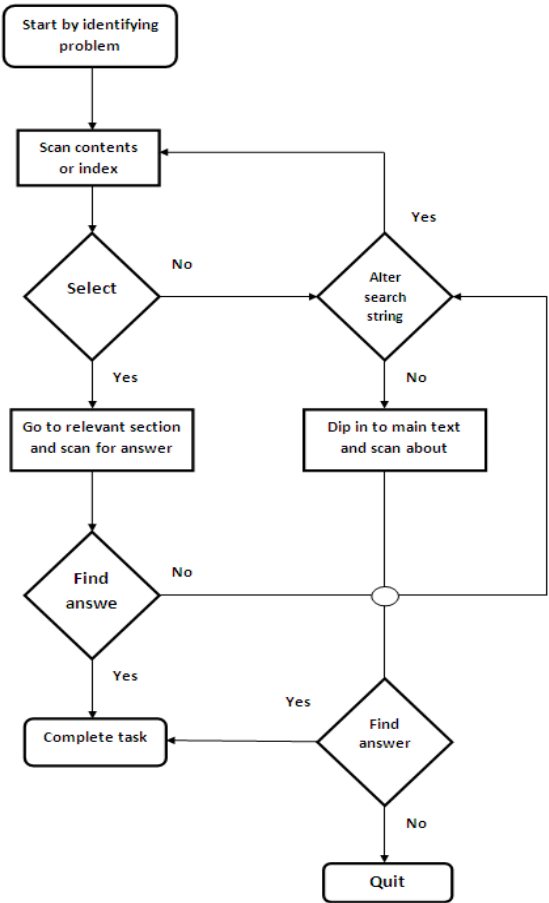 Start by identifying
problem
Scan contents
or index
Yes
No
Select
Alter
search
string
Yes
No
Go to relevant section
and scan for answer
Dip in to main text
and scan about
No
Find
answe
Yes
Yes
Complete task
Find
answer
No
Quit